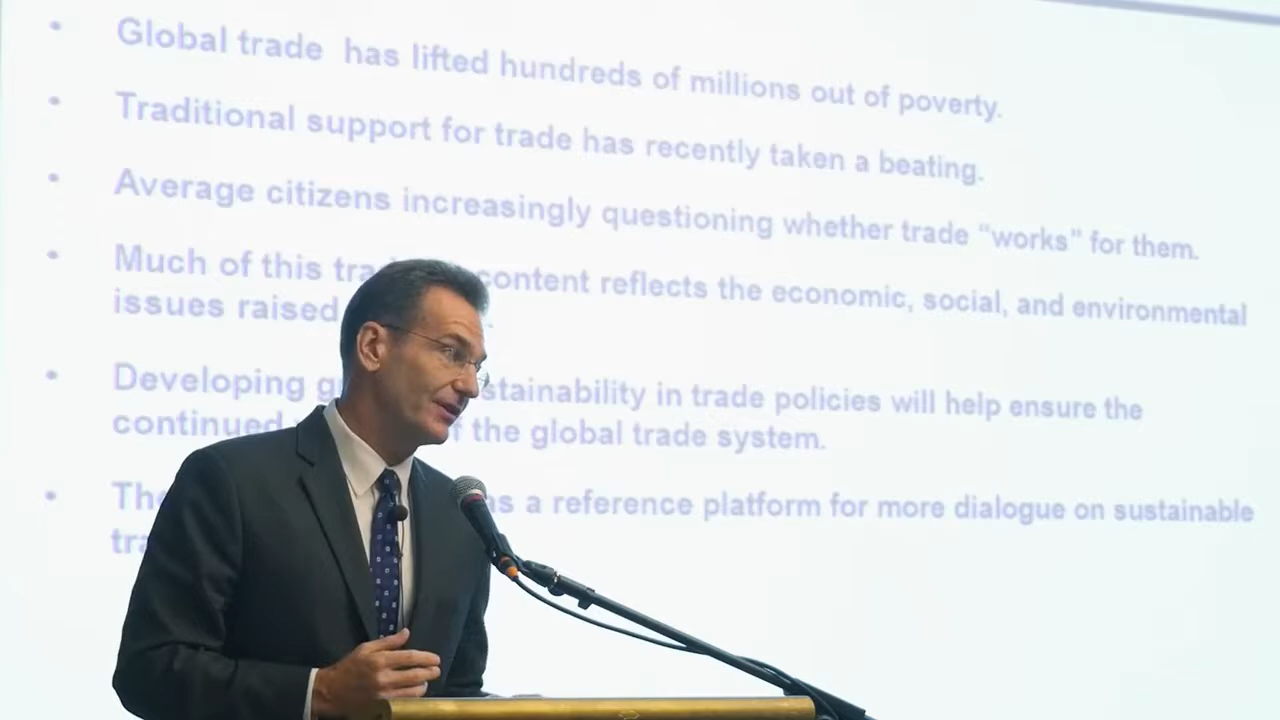 • Global trade has lifted hundreds of millions out of poverty.
• Traditional support for trade has recently taken a beating.
• Average citizens increasingly questioning whether trade “works” for them.
• Much of this content reflects the economic, social, and environmental
issues raised
• Developing in trade policies will help ensure the
continued the global trade system.
• a reference platform for more dialogue on sustainable